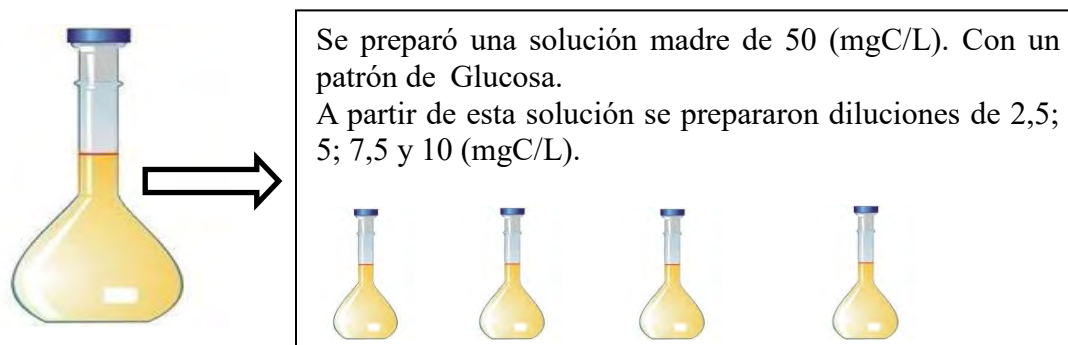 Se preparó una solución madre de 50 (mgC/L). Con un
patrón de Glucosa.
A partir de esta solución se prepararon diluciones de 2,5;
5; 7,5 y 10 (mgC/L).